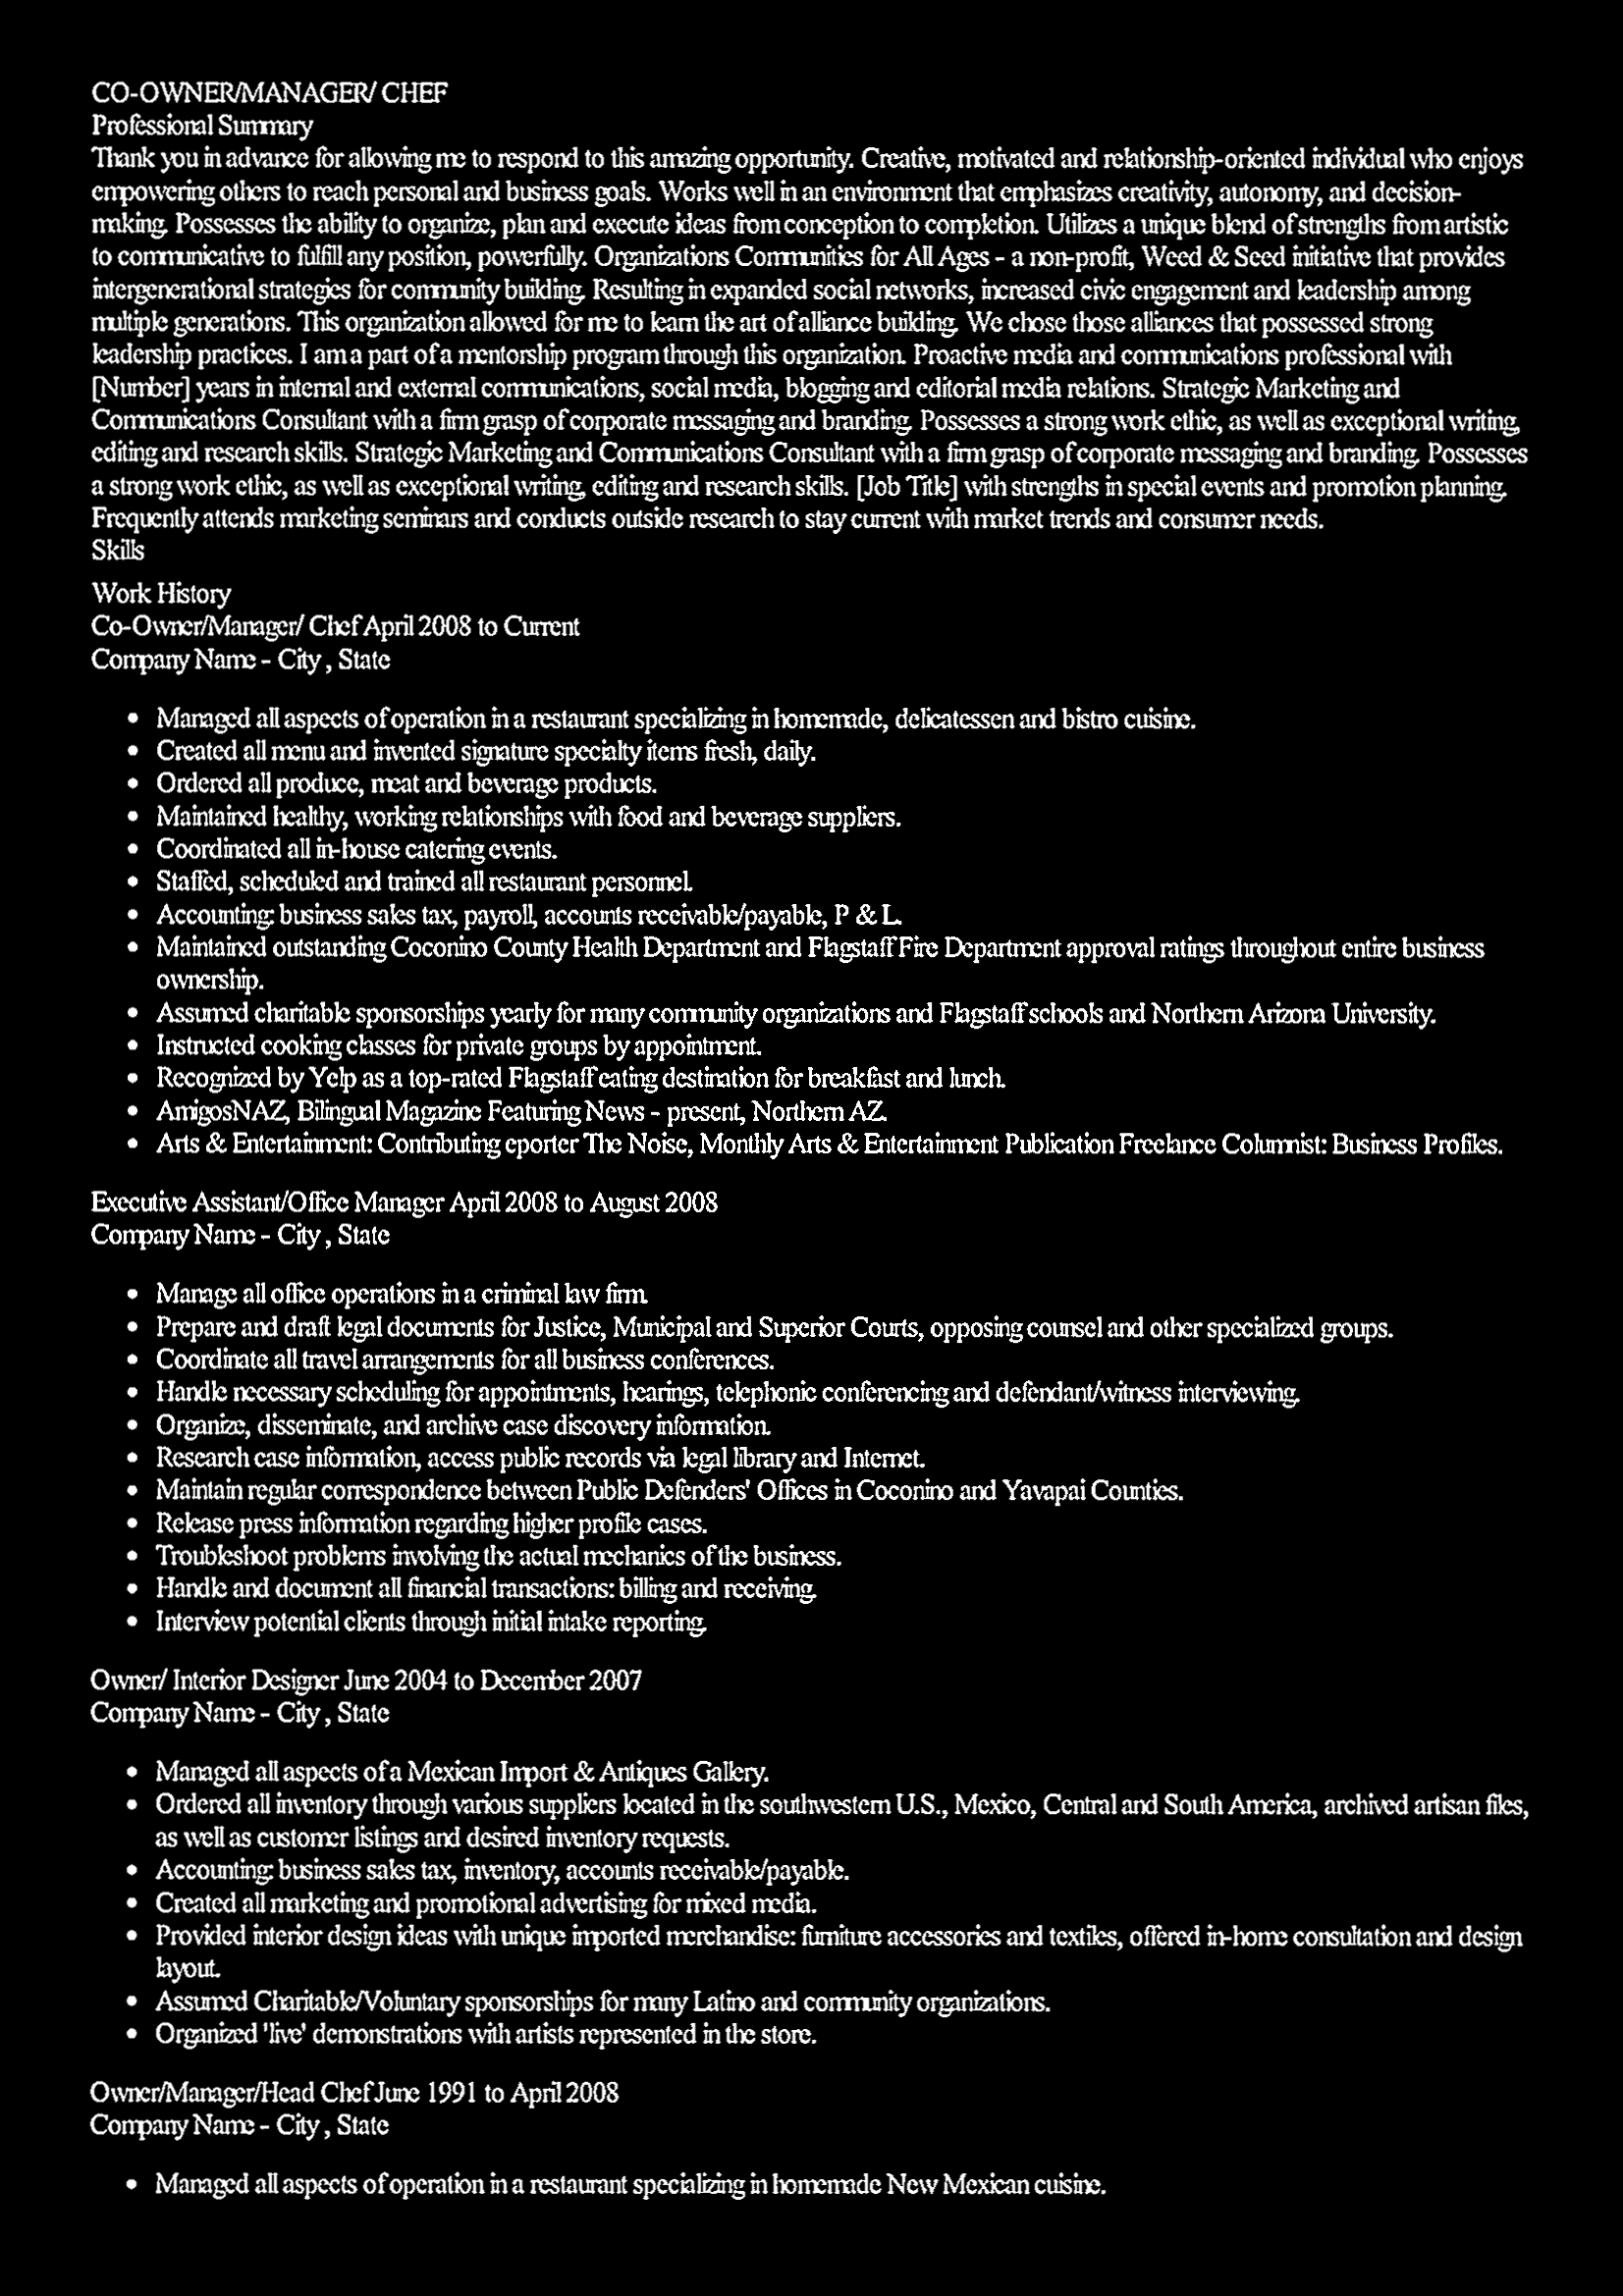 CO-OWNER/MANAGER/ CHEF
Professional Summary
Thank you in advance for allowing me to respond to this amazing opportunity. Creative, motivated and relationship-oriented individual who enjoys
empowering others to reach personal and business goals. Works well in an environment that emphasizes creativity, autonomy, and decision-
making. Possesses the ability to organize, plan and execute ideas from conception to completion. Utilizes a unique blend of strengths from artistic
to communicative to fulfill any position, powerfully. Organizations Communities for All Ages - a non-profit, Weed & Seed initiative that provides
intergenerational strategies for community building. Resulting in expanded social networks, increased civic engagement and leadership among
multiple generations. This organization allowed for me to learn the art of alliance building. We chose those alliances that possessed strong
leadership practices. I am a part of a mentorship program through this organization. Proactive media and communications professional with
[Number] years in internal and external communications, social media, blogging and editorial media relations. Strategic Marketing and
Communications Consultant with a firm grasp of corporate messaging and branding. Possesses a strong work ethic, as well as exceptional writing,
editing and research skills. Strategic Marketing and Communications Consultant with a firm grasp of corporate messaging and branding. Possesses
a strong work ethic, as well as exceptional writing, editing and research skills. [Job Title] with strengths in special events and promotion planning.
Frequently attends marketing seminars and conducts outside research to stay current with market trends and consumer needs.
Skills
Work History
Co-Owner/Manager/ Chef April 2008 to Current
Company Name - City , State
• Managed all aspects of operation in a restaurant specializing in homemade, delicatessen and bistro cuisine.
• Created all menu and invented signature specialty items fresh, daily.
• Ordered all produce, meat and beverage products.
• Maintained healthy, working relationships with food and beverage suppliers.
• Coordinated all in-house catering events.
• Staffed, scheduled and trained all restaurant personnel.
• Accounting: business sales tax, payroll, accounts receivable/payable, P & L.
• Maintained outstanding Coconino County Health Department and Flagstaff Fire Department approval ratings throughout entire business
ownership.
• Assumed charitable sponsorships yearly for many community organizations and Flagstaff schools and Northern Arizona University.
• Instructed cooking classes for private groups by appointment.
• Recognized by Yelp as a top-rated Flagstaff eating destination for breakfast and lunch.
• AmigosNAZ, Bilingual Magazine Featuring News - present, Northern AZ.
• Arts & Entertainment: Contributing eporter The Noise, Monthly Arts & Entertainment Publication Freelance Columnist: Business Profiles.
Executive Assistant/Office Manager April 2008 to August 2008
Company Name - City , State
• Manage all office operations in a criminal law firm.
• Prepare and draft legal documents for Justice, Municipal and Superior Courts, opposing counsel and other specialized groups.
• Coordinate all travel arrangements for all business conferences.
• Handle necessary scheduling for appointments, hearings, telephonic conferencing and defendant/witness interviewing.
• Organize, disseminate, and archive case discovery information.
• Research case information, access public records via legal library and Internet.
• Maintain regular correspondence between Public Defenders' Offices in Coconino and Yavapai Counties.
• Release press information regarding higher profile cases.
• Troubleshoot problems involving the actual mechanics of the business.
• Handle and document all financial transactions: billing and receiving.
• Interview potential clients through initial intake reporting.
Owner/ Interior Designer June 2004 to December 2007
Company Name - City , State
• Managed all aspects of a Mexican Import & Antiques Gallery.
• Ordered all inventory through various suppliers located in the southwestern U.S., Mexico, Central and South America, archived artisan files,
as well as customer listings and desired inventory requests.
• Accounting: business sales tax, inventory, accounts receivable/payable.
• Created all marketing and promotional advertising for mixed media.
• Provided interior design ideas with unique imported merchandise: furniture accessories and textiles, offered in-home consultation and design
layout.
• Assumed Charitable/Voluntary sponsorships for many Latino and community organizations.
• Organized 'live' demonstrations with artists represented in the store.
Owner/Manager/Head Chef June 1991 to April 2008
Company Name - City , State
• Managed all aspects of operation in a restaurant specializing in homemade New Mexican cuisine.